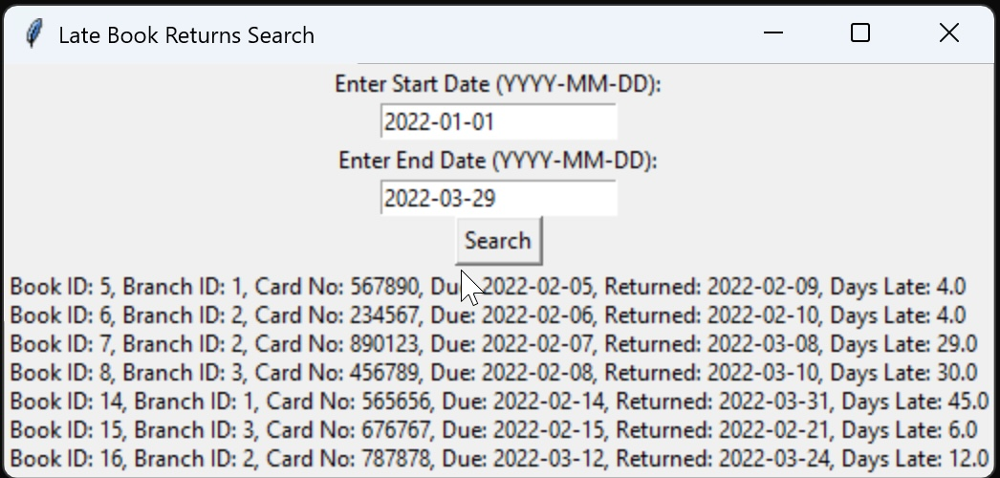 Late Book Returns Search
Enter Start Date (YYYY-MM-DD):
2022-01-01
Enter End Date (YYYY-MM-DD):
2022-03-29
Search
Book ID: 5, Branch ID: 1, Card No: 567890, Due: 2022-02-05, Returned: 2022-02-09, Days Late: 4.0
Book ID: 6, Branch ID: 2, Card No: 234567, Due: 2022-02-06, Returned: 2022-02-10, Days Late: 4.0
Book ID: 7, Branch ID: 2, Card No: 890123, Due: 2022-02-07, Returned: 2022-03-08, Days Late: 29.0
Book ID: 8, Branch ID: 3, Card No: 456789, Due: 2022-02-08, Returned: 2022-03-10, Days Late: 30.0
Book ID: 14, Branch ID: 1, Card No: 565656, Due: 2022-02-14, Returned: 2022-03-31, Days Late: 45.0
Book ID: 15, Branch ID: 3, Card No: 676767, Due: 2022-02-15, Returned: 2022-02-21, Days Late: 6.0
Book ID: 16, Branch ID: 2, Card No: 787878, Due: 2022-03-12, Returned: 2022-03-24, Days Late: 12.0